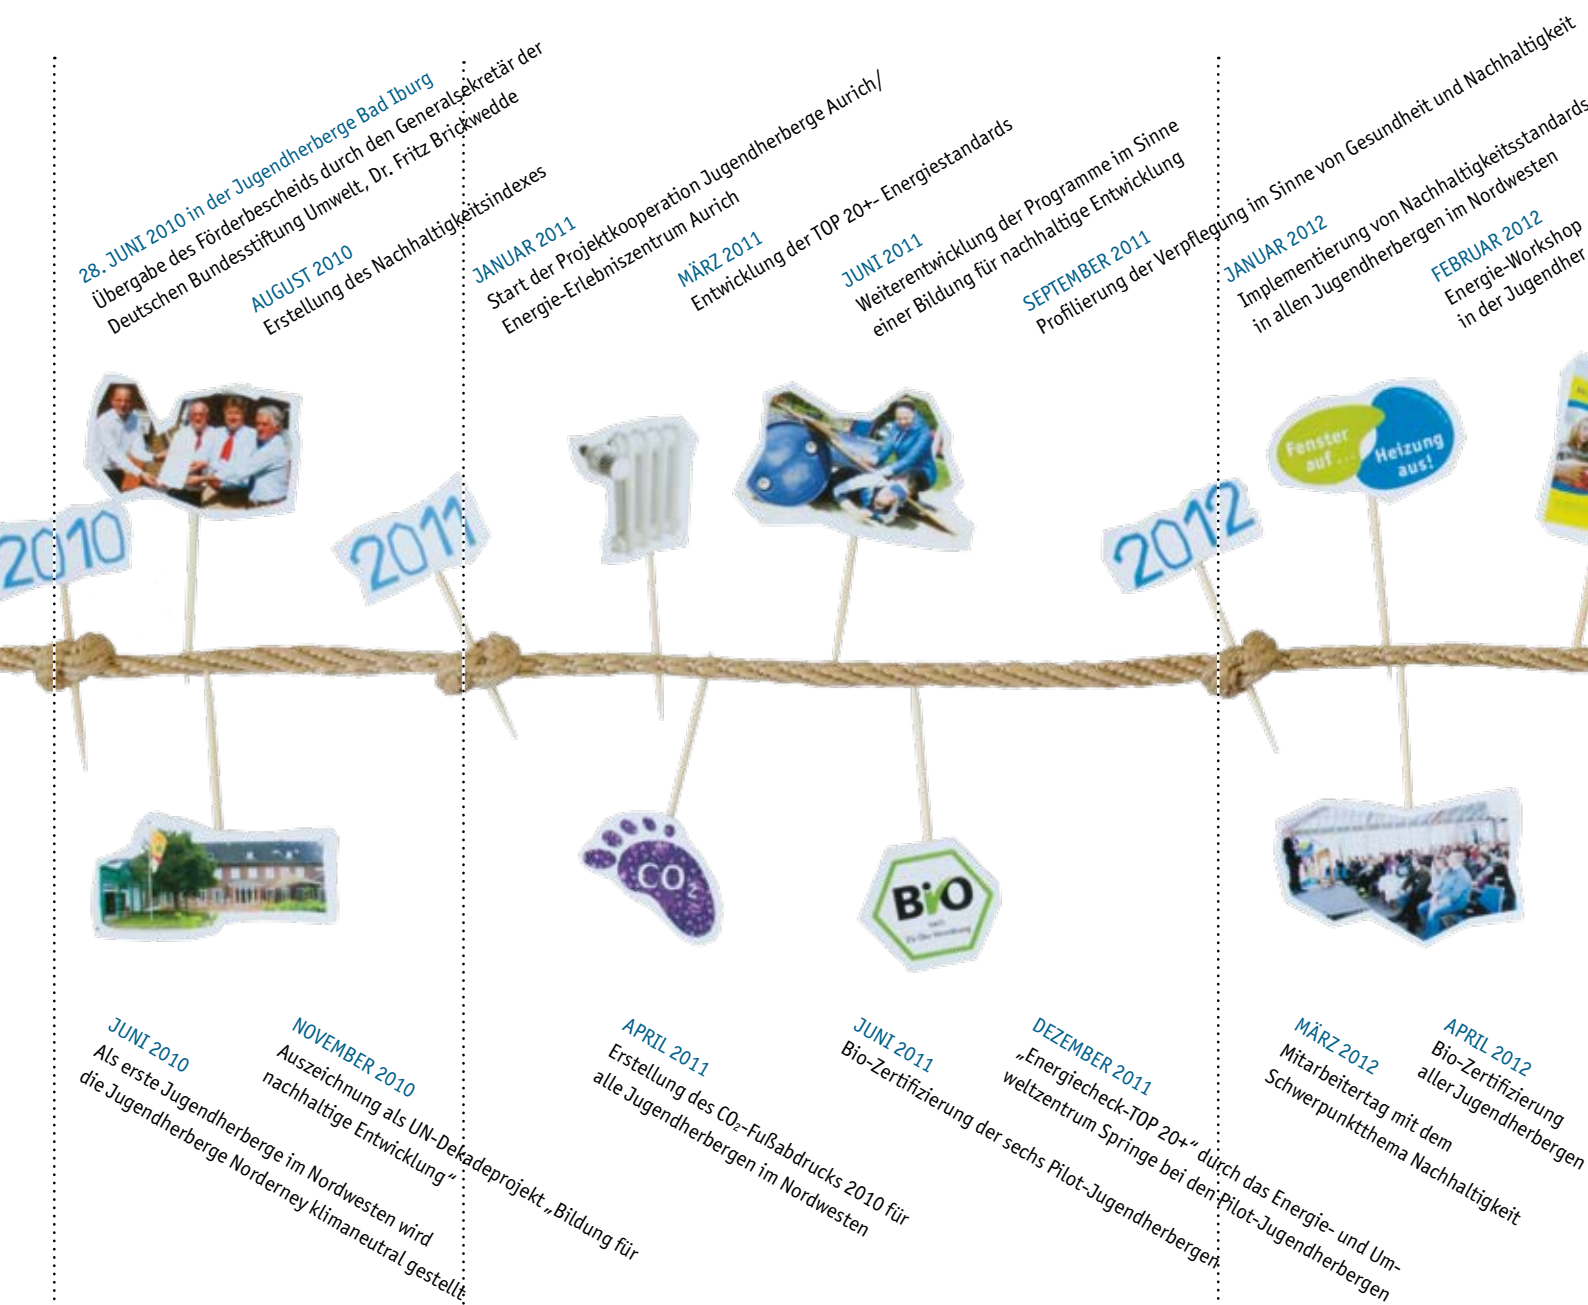 28. JUNI 2010 in der Jugendherberge Bad Iburg
Übergabe des Förderbescheids durch den Generalsekretär der
Deutschen Bundesstiftung Umwelt, Dr. Fritz Brickwedde
AUGUST 2010
Erstellung des Nachhaltigkeitsindexes
JANUAR 2011
Start der Projektkooperation Jugendherberge Aurich/
Energie-Erlebniszentrum Aurich
MÄRZ 2011
Entwicklung der TOP 20+- Energiestandards
JUNI 2011
Weiterentwicklung der Programme im Sinne
einer Bildung für nachhaltige Entwicklung
SEPTEMBER 2011
Profilierung der Verpflegung im Sinne von Gesundheit und Nachhaltigkeit
JANUAR 2012
Implementierung von Nachhaltigkeitsstandards
in allen Jugendherbergen im Nordwesten
FEBRUAR 2012
Energie-Workshop
in der Jugendher
2010
2011
2012
Fenster
auf ...
Heizung
aus!
CO2
Bio
JUNI 2010
Als erste Jugendherberge im Nordwesten wird
die Jugendherberge Norderney klimaneutral gestellt
NOVEMBER 2010
Auszeichnung als UN-Dekadeprojekt „Bildung für
nachhaltige Entwicklung“
APRIL 2011
Erstellung des CO₂-Fußabdrucks 2010 für
alle Jugendherbergen im Nordwesten
JUNI 2011
Bio-Zertifizierung der sechs Pilot-Jugendherbergen
DEZEMBER 2011
„Energiecheck-TOP 20+“ durch das Energie- und Um-
weltzentrum Springe bei den Pilot-Jugendherbergen
MÄRZ 2012
Mitarbeitertag mit dem
Schwerpunktthema Nachhaltigkeit
APRIL 2012
Bio-Zertifizierung
aller Jugendherbergen